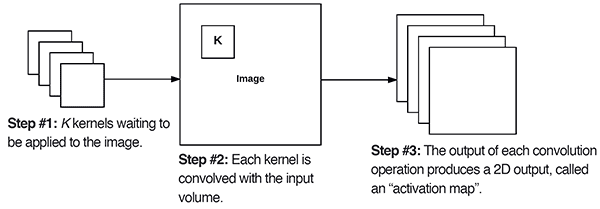 K
Image
Step #1: K kernels waiting to
be applied to the image.
Step #2: Each kernel is
convolved with the input
volume.
Step #3: The output of each convolution
operation produces a 2D output, called
an “activation map”.